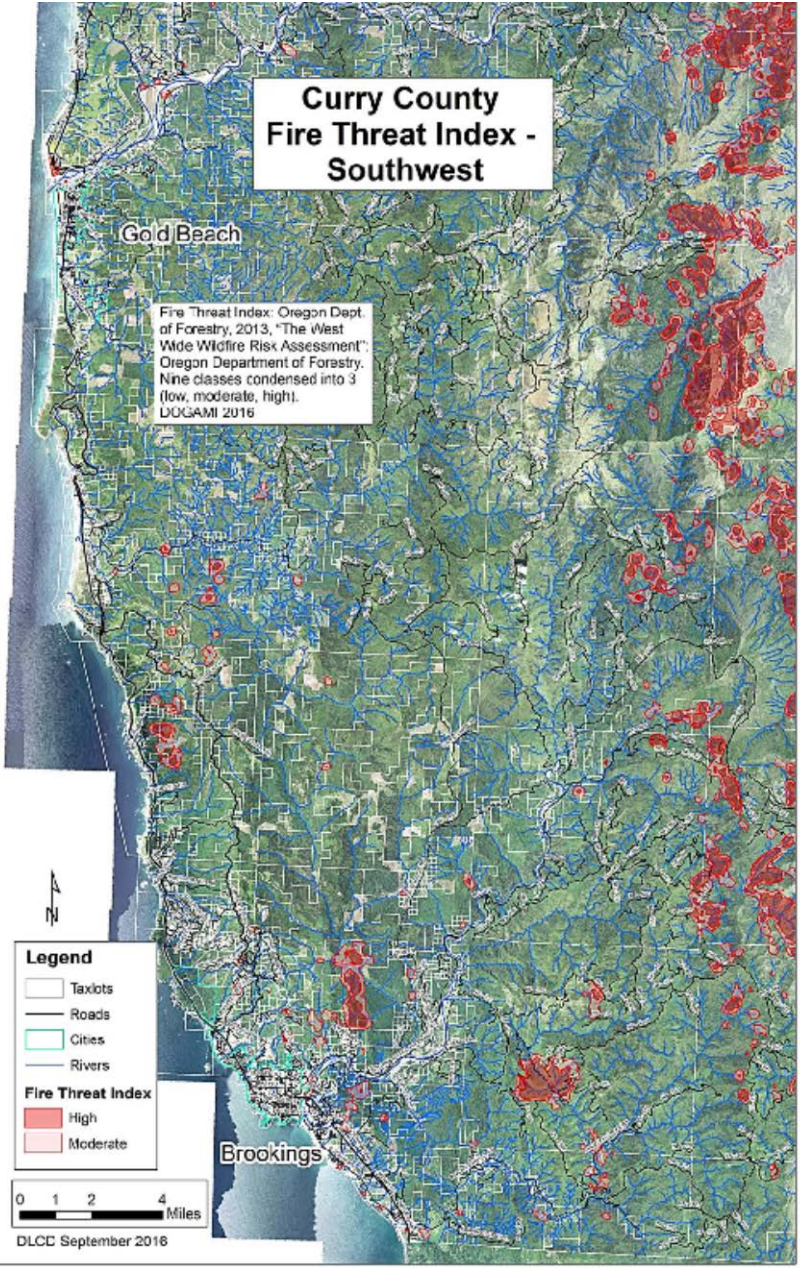 Curry County
Fire Threat Index -
Southwest
Gold Beach
Fire Threat Index: Oregon Dept.
of Forestry, 2013, "The West
Wide Wildfire Risk Assessment":
Oregon Department of Forestry.
Nine classes condensed into 3
(low, moderate, high).
DOGAMI 2016
N
Legend
Taxlots
Roads
Cities
Rivers
Fire Threat Index
High
Moderate
Brookings
0 1 2 4
Miles
DLCD September 2016